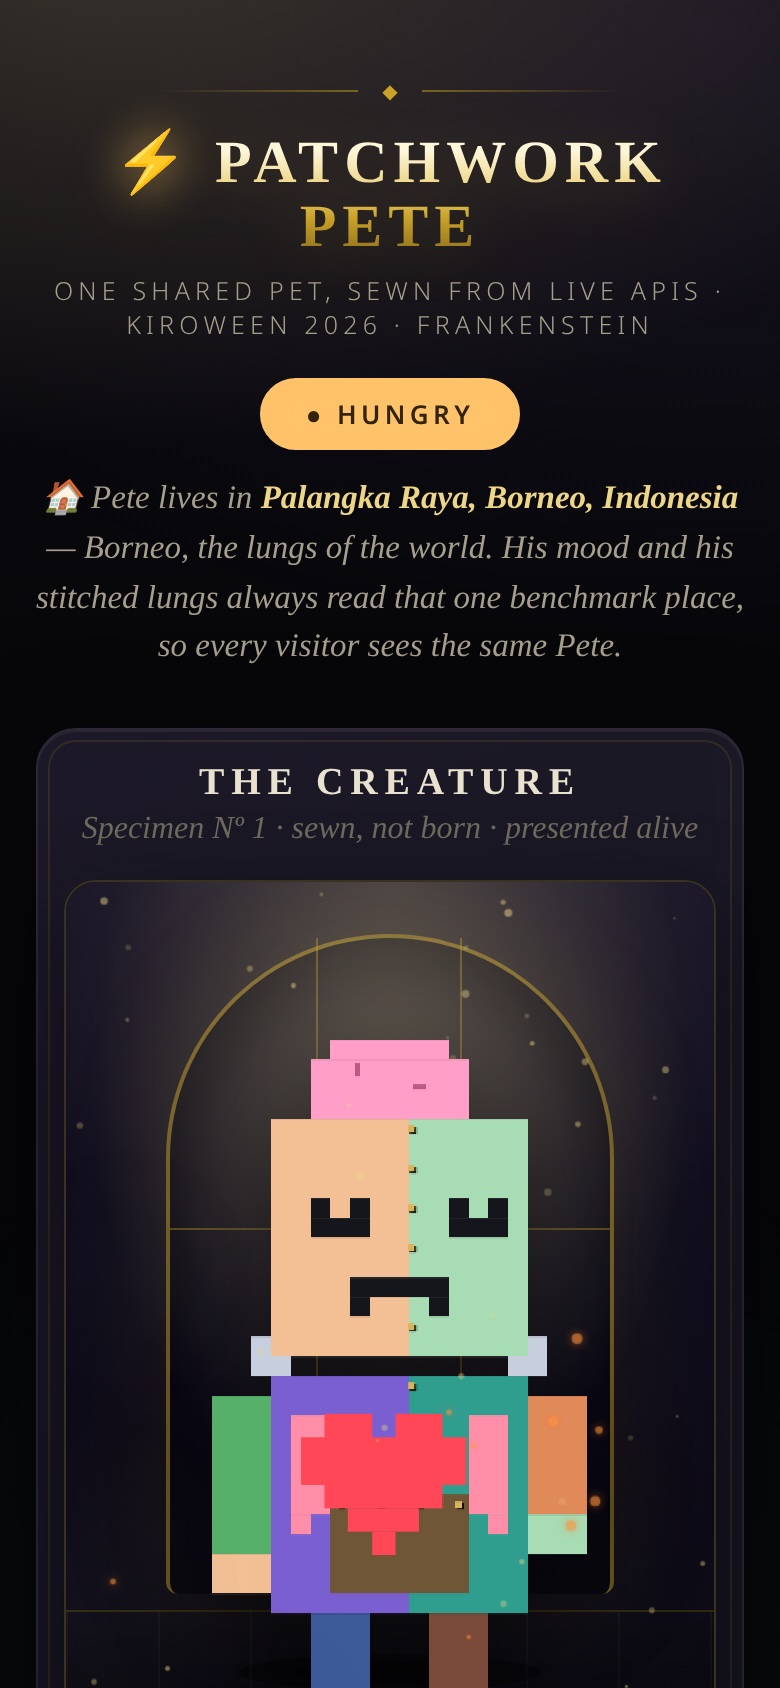 ⚡ PATCHWORK
PETE
ONE SHARED PET, SEWN FROM LIVE APIS ·
KIROWEEN 2026 · FRANKENSTEIN
● HUNGRY
🏠 Pete lives in Palangka Raya, Borneo, Indonesia
— Borneo, the lungs of the world. His mood and his
stitched lungs always read that one benchmark place,
so every visitor sees the same Pete.
THE CREATURE
Specimen Nº 1 · sewn, not born · presented alive